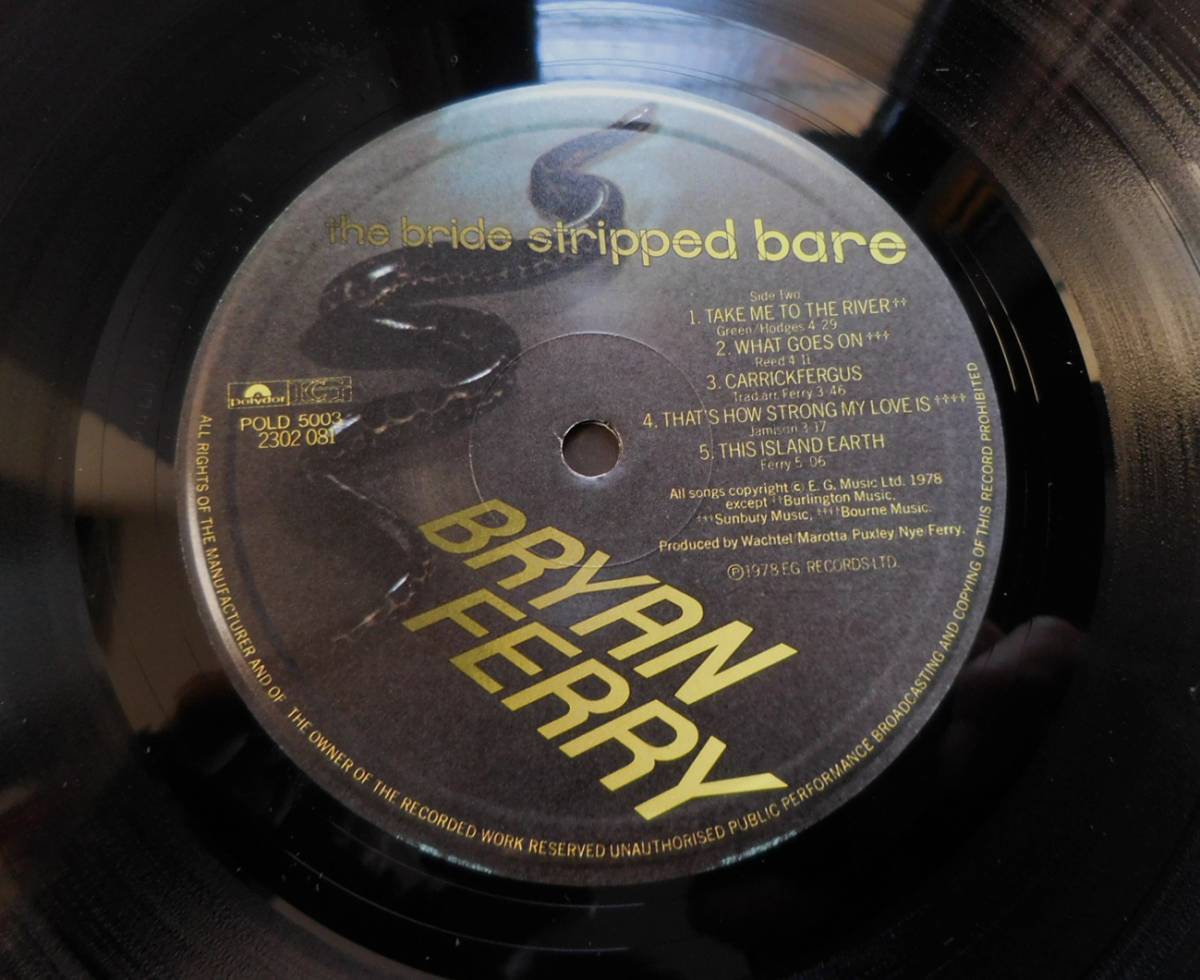 the bride stripped bare
Side Two
1. TAKE ME TO THE RIVER††
Green/Hodges 4 29
2. WHAT GOES ON†††
Reed 4 11
3. CARRICKFERGUS
Trad arr. Ferry 3 46
4. THAT'S HOW STRONG MY LOVE IS††††
Jamison 3 17
5. THIS ISLAND EARTH
Ferry 5 06
All songs copyright © E. G. Music Ltd. 1978
except ††Burlington Music,
†††Sunbury Music, ††††Bourne Music.
Produced by Wachtel/Marotta/Puxley/Nye/Ferry.
℗1978 E.G. RECORDS LTD.
polydor
POLD 5003
2302 081
BRYAN
FERRY
ALL RIGHTS OF THE MANUFACTURER AND OF THE OWNER OF THE RECORDED WORK RESERVED UNAUTHORISED PUBLIC PERFORMANCE BROADCASTING AND COPYING OF THIS RECORD PROHIBITED